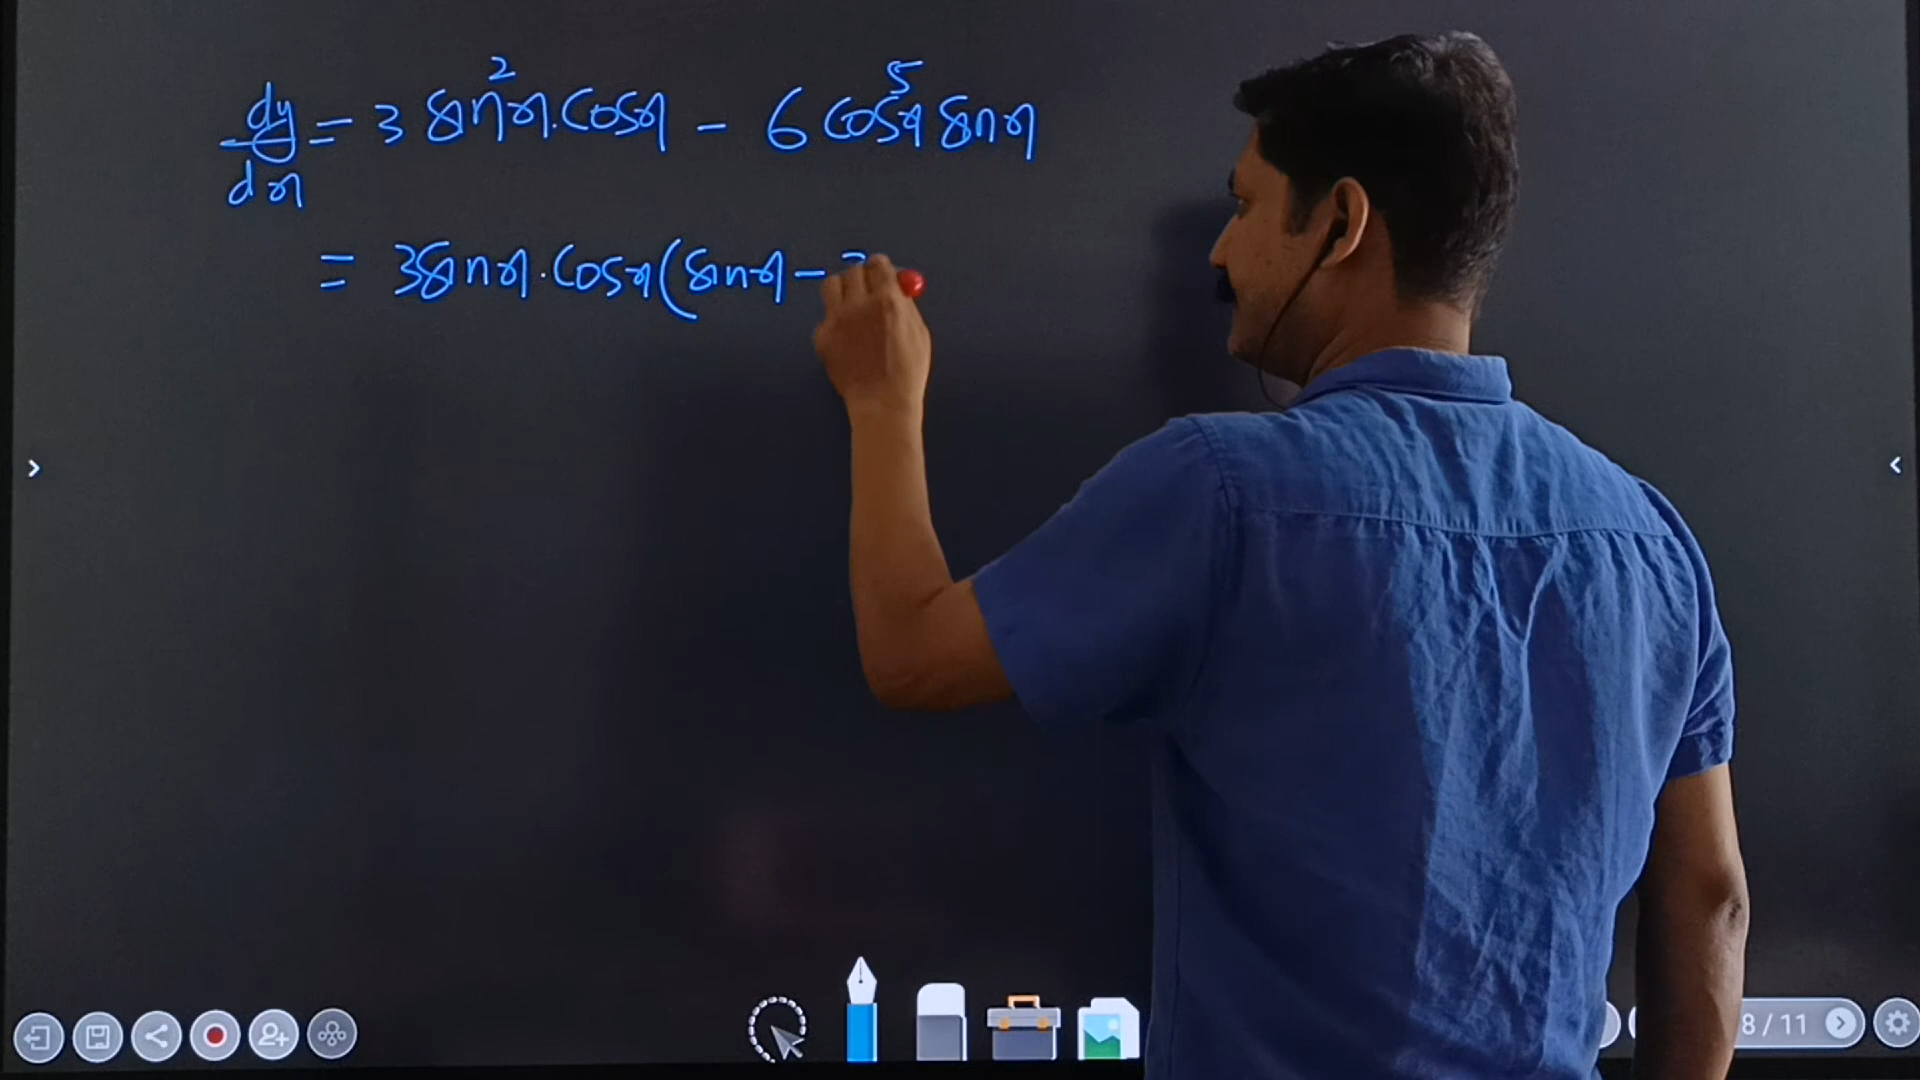 dy/dx = 3 sin²x.cosx - 6 cos⁵x sinx
= 3sinx.cosx(sinx -
8/11